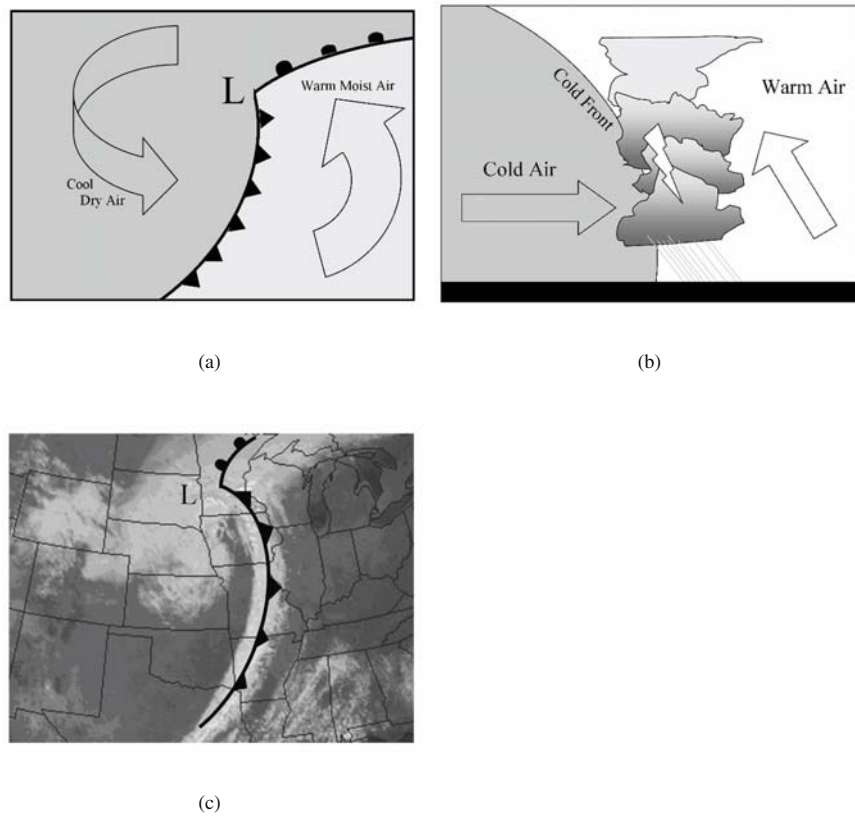 L
Warm Moist Air
Cool
Dry Air
(a)
Cold Front
Warm Air
Cold Air
(b)
L
(c)